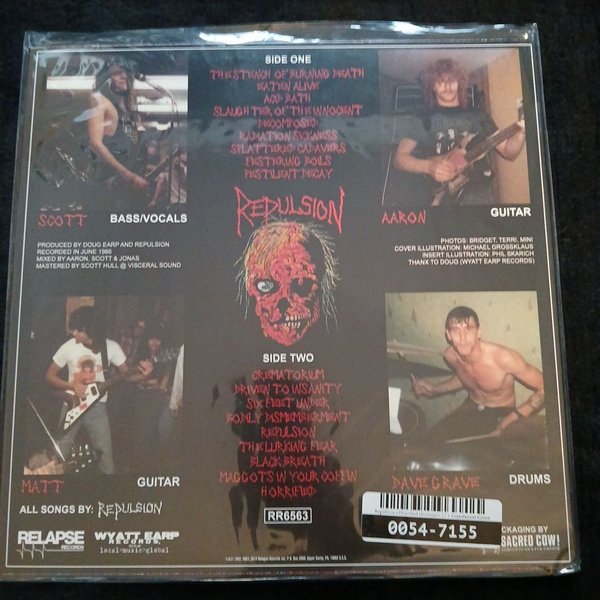 SIDE ONE
THE STENCH OF BURNING DEATH
EATEN ALIVE
ACID BATH
SLAUGHTER OF THE INNOCENT
DECOMPOSED
RADIATION SICKNESS
SPLATTERED CADAVERS
FESTERING BOILS
PESTILENT DECAY
SCOTT BASS/VOCALS
REPULSION
AARON GUITAR
PRODUCED BY DOUG EARP AND REPULSION
RECORDED IN JUNE 1986
MIXED BY AARON, SCOTT & JONAS
MASTERED BY SCOTT HULL @ VISCERAL SOUND
PHOTOS: BRIDGET, TERRI, MINI
COVER ILLUSTRATION: MICHAEL GROSSKLAUS
INSERT ILLUSTRATION: PHIL SKARICH
THANX TO DOUG (WYATT EARP RECORDS)
SIDE TWO
CREMATORIUM
DRIVEN TO INSANITY
SIX FEET UNDER
BODILY DISMEMBERMENT
REPULSION
THE LURKING FEAR
BLACK BREATH
MAGGOTS IN YOUR COFFIN
HORRIFIED
MATT GUITAR
DAVE GRAVE DRUMS
ALL SONGS BY: REPULSION
RR6563
0054-7155
RELAPSE
RECORDS
WYATT EARP
RECORDS
local-music-global
CKAGING BY
SACRED COW!